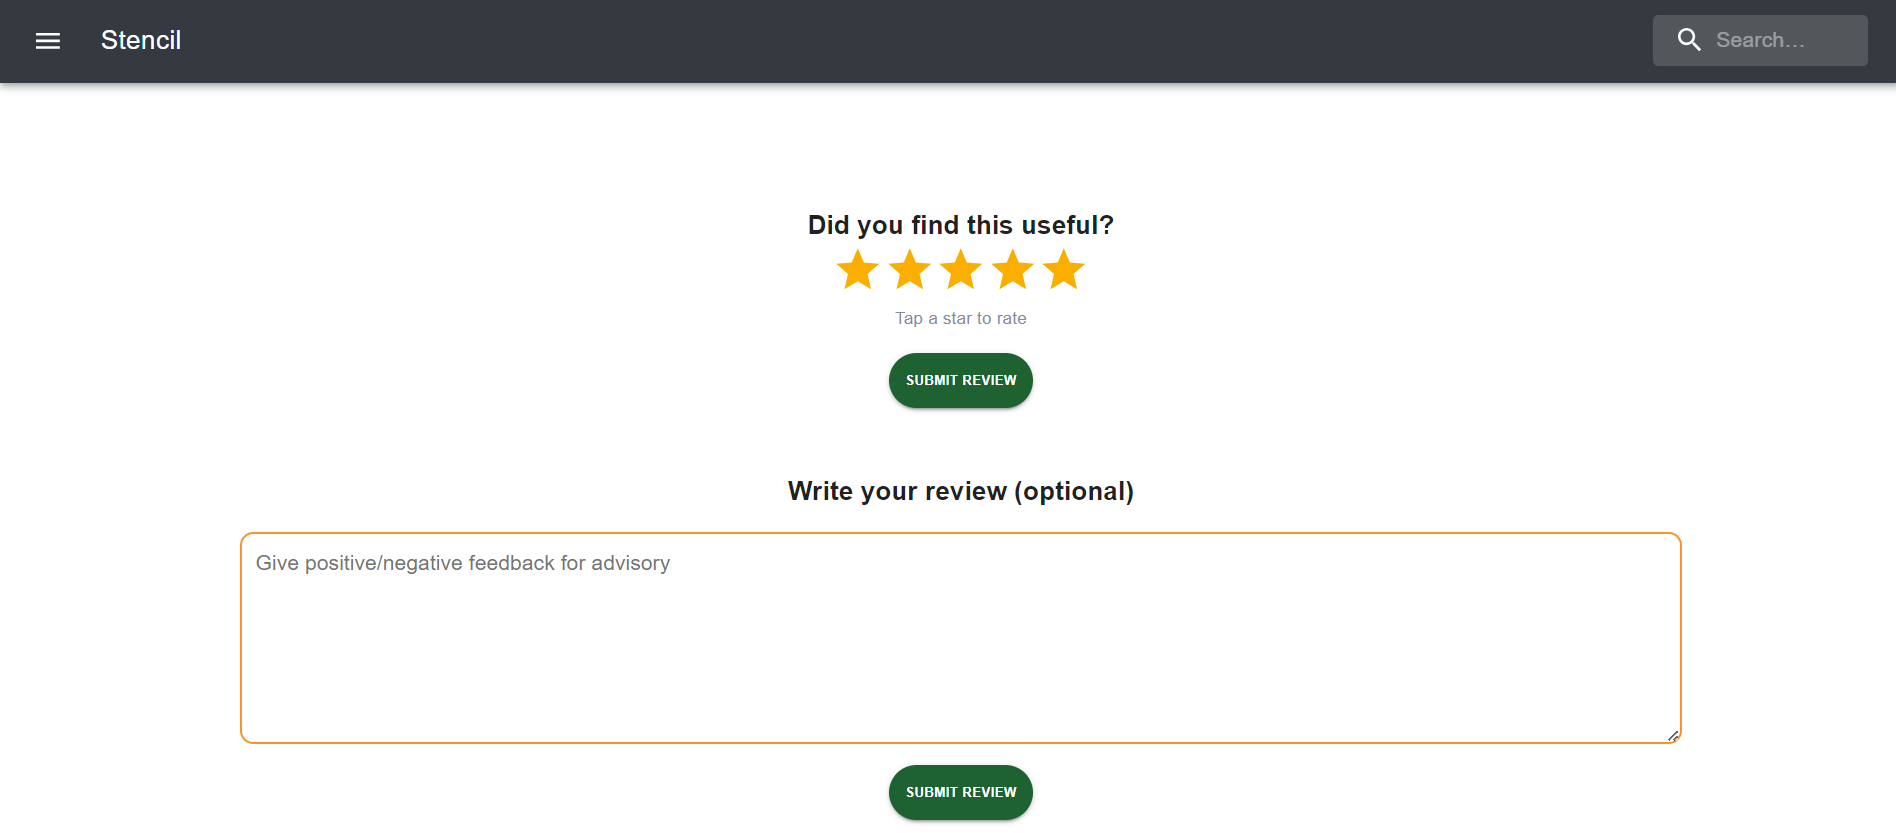 Stencil
Search...
Did you find this useful?
Tap a star to rate
SUBMIT REVIEW
Write your review (optional)
Give positive/negative feedback for advisory
SUBMIT REVIEW